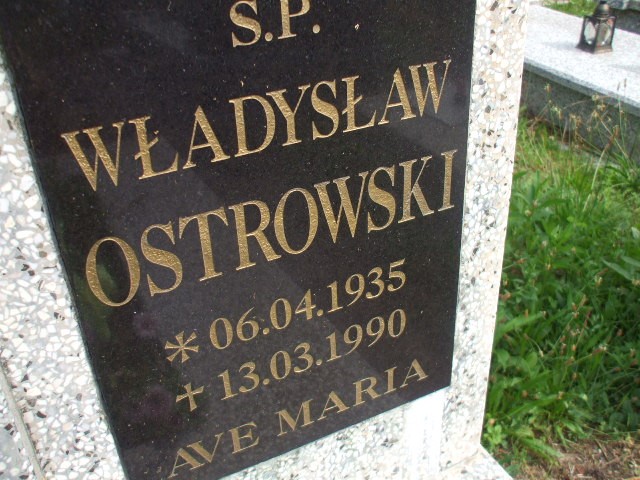 Ś.P.
WŁADYSŁAW
OSTROWSKI
* 06.04.1935
+ 13.03.1990
AVE MARIA